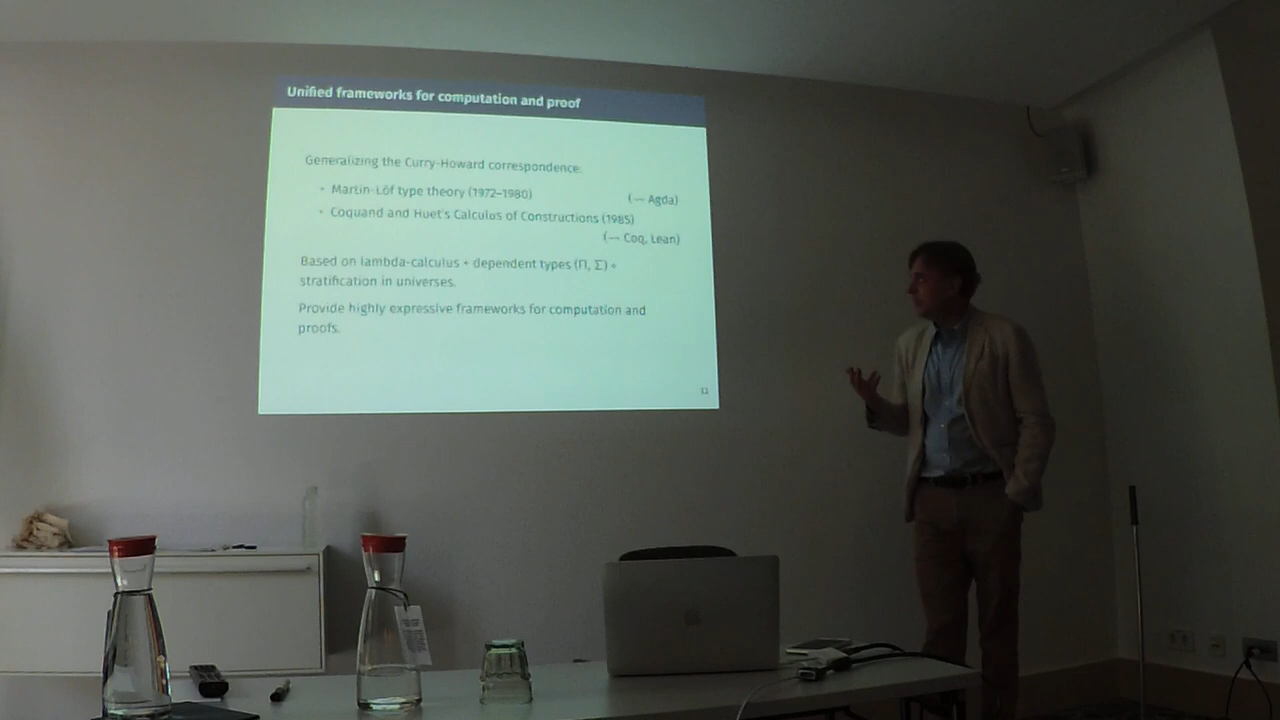 Unified frameworks for computation and proof
Generalizing the Curry-Howard correspondence:
• Martin-Löf type theory (1972–1980) (→ Agda)
• Coquand and Huet's Calculus of Constructions (1985)
(→ Coq, Lean)
Based on lambda-calculus + dependent types (Π, Σ) +
stratification in universes.
Provide highly expressive frameworks for computation and
proofs.